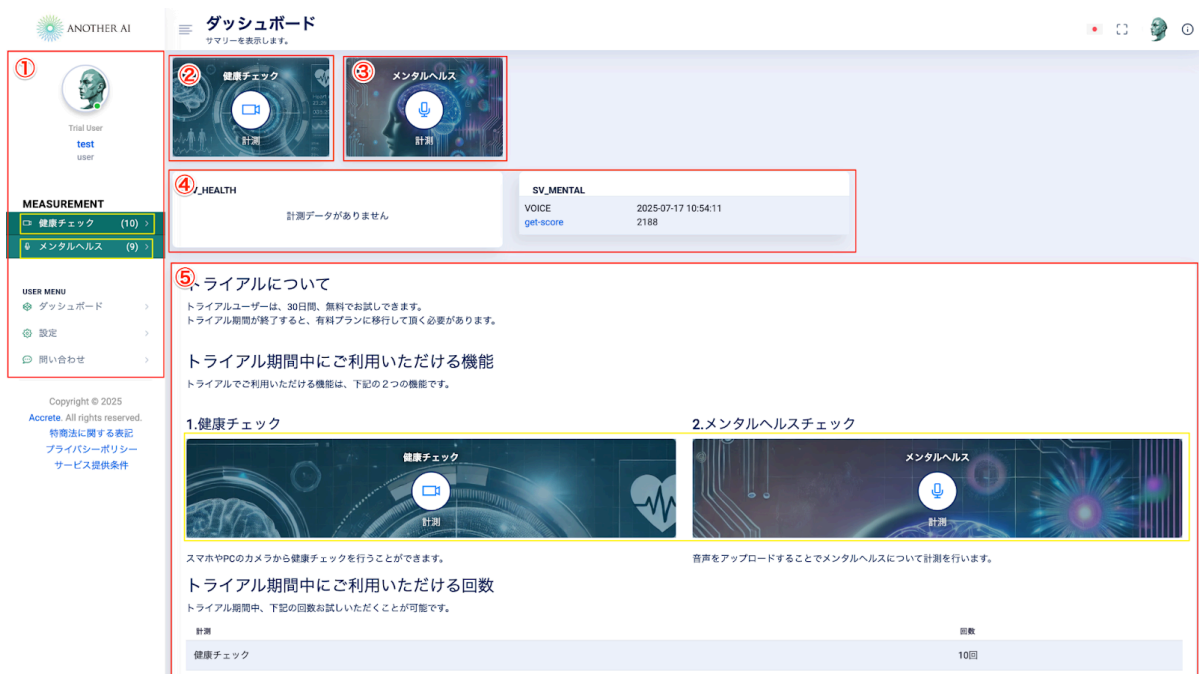 ANOTHER AI
ダッシュボード
サマリーを表示します。
①
Trial User
test
user
MEASUREMENT
健康チェック (10)
メンタルヘルス (9)
USER MENU
ダッシュボード
設定
問い合わせ
Copyright © 2025
Accrete. All rights reserved.
特商法に関する表記
プライバシーポリシー
サービス提供条件
②
健康チェック
計測
③
メンタルヘルス
計測
④
V_HEALTH
計測データがありません
SV_MENTAL
VOICE 2025-07-17 10:54:11
get-score 2188
⑤
トライアルについて
トライアルユーザーは、30日間、無料でお試しできます。
トライアル期間が終了すると、有料プランに移行して頂く必要があります。
トライアル期間中にご利用いただける機能
トライアルでご利用いただける機能は、下記の２つの機能です。
1.健康チェック
健康チェック
計測
スマホやPCのカメラから健康チェックを行うことができます。
2.メンタルヘルスチェック
メンタルヘルス
計測
音声をアップロードすることでメンタルヘルスについて計測を行います。
トライアル期間中にご利用いただける回数
トライアル期間中、下記の回数お試しいただくことが可能です。
計測 回数
健康チェック 10回